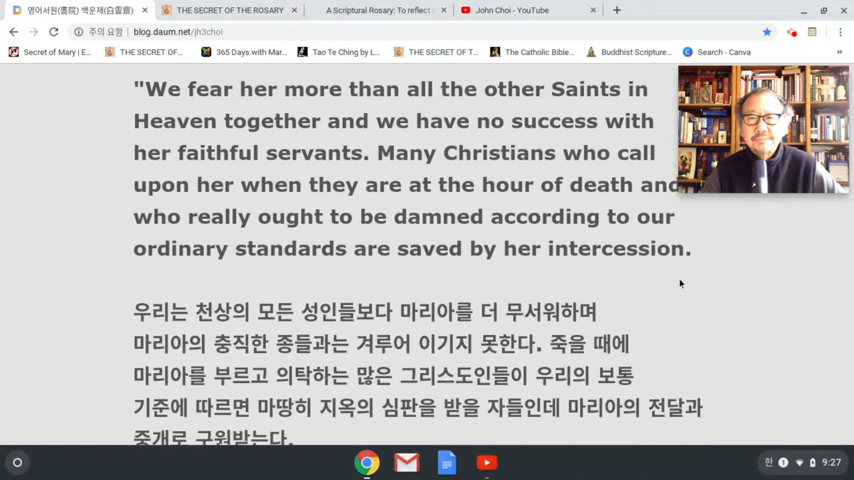 영어서원(書院) 백운재(白雲齋)
THE SECRET OF THE ROSARY
A Scriptural Rosary: To reflect
John Choi - YouTube
주의 요함
blog.daum.net/jh3choi
Secret of Mary | E...
THE SECRET OF...
365 Days with Mar...
Tao Te Ching by L...
THE SECRET OF T...
The Catholic Bible...
Buddhist Scripture...
Search - Canva
"We fear her more than all the other Saints in
Heaven together and we have no success with
her faithful servants. Many Christians who call
upon her when they are at the hour of death and
who really ought to be damned according to our
ordinary standards are saved by her intercession.
우리는 천상의 모든 성인들보다 마리아를 더 무서워하며
마리아의 충직한 종들과는 겨루어 이기지 못한다. 죽을 때에
마리아를 부르고 의탁하는 많은 그리스도인들이 우리의 보통
기준에 따르면 마땅히 지옥의 심판을 받을 자들인데 마리아의 전달과
중개로 구원받는다.
한
1
9:27